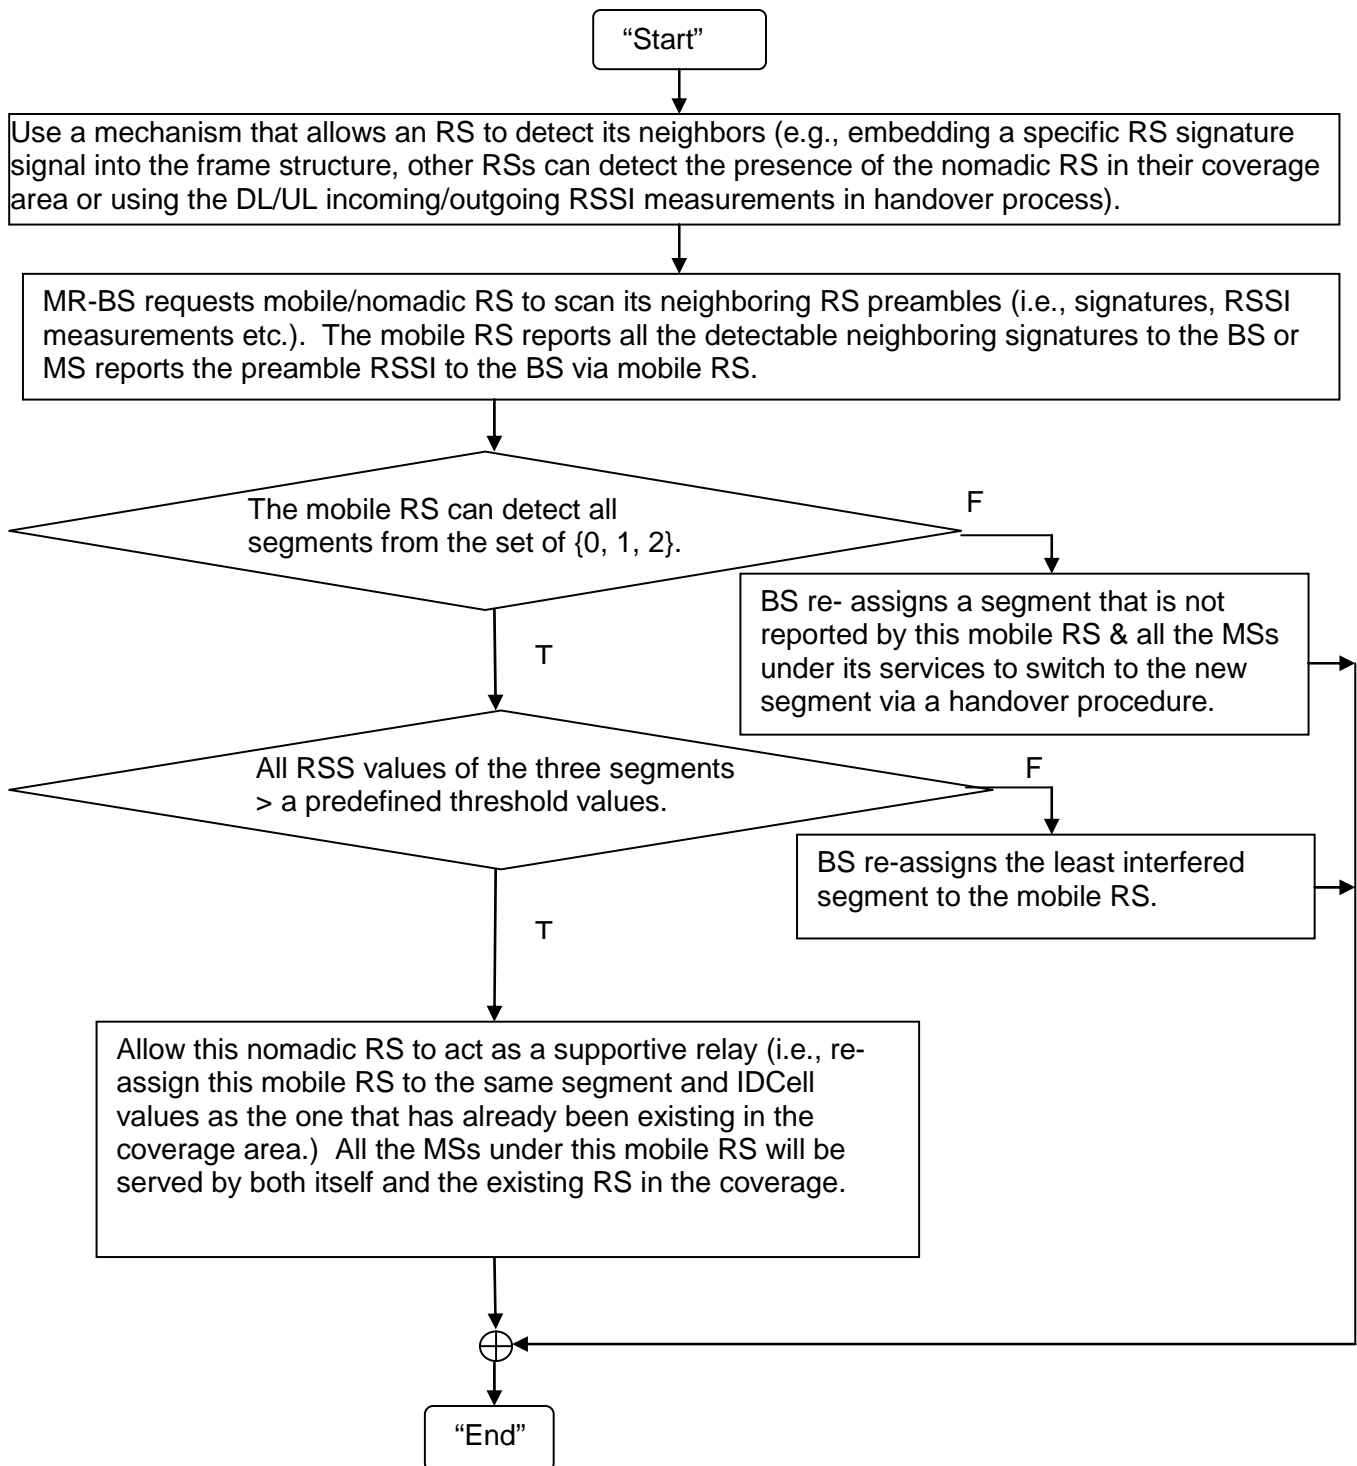 “Start”
Use a mechanism that allows an RS to detect its neighbors (e.g., embedding a specific RS signature
signal into the frame structure, other RSs can detect the presence of the nomadic RS in their coverage
area or using the DL/UL incoming/outgoing RSSI measurements in handover process).
MR-BS requests mobile/nomadic RS to scan its neighboring RS preambles (i.e., signatures, RSSI
measurements etc.).  The mobile RS reports all the detectable neighboring signatures to the BS or
MS reports the preamble RSSI to the BS via mobile RS.
The mobile RS can detect all
segments from the set of {0, 1, 2}.
F
BS re- assigns a segment that is not
reported by this mobile RS & all the MSs
under its services to switch to the new
segment via a handover procedure.
T
All RSS values of the three segments
> a predefined threshold values.
F
BS re-assigns the least interfered
segment to the mobile RS.
T
Allow this nomadic RS to act as a supportive relay (i.e., re-
assign this mobile RS to the same segment and IDCell
values as the one that has already been existing in the
coverage area.)  All the MSs under this mobile RS will be
served by both itself and the existing RS in the coverage.
“End”